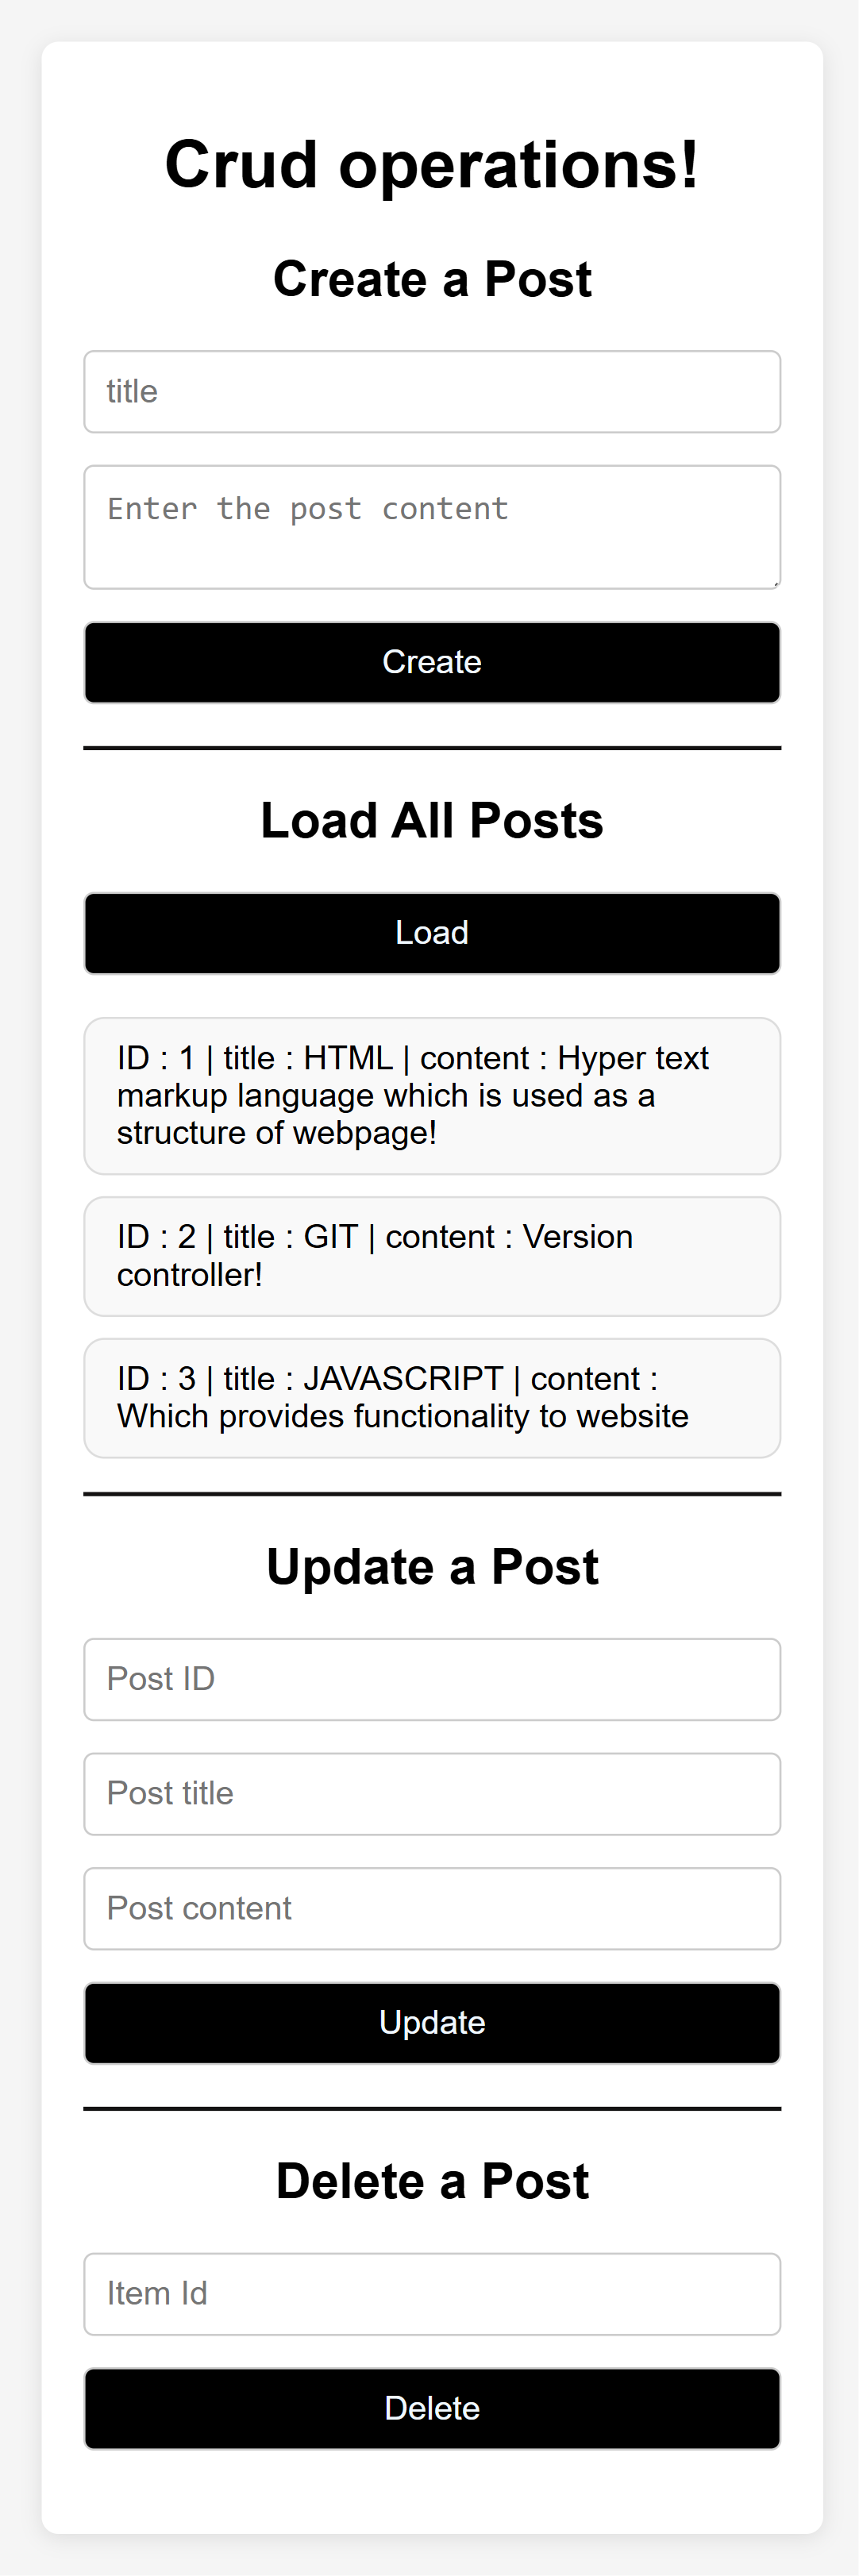 Crud operations!
Create a Post
title
Enter the post content
Create
Load All Posts
Load
ID : 1 | title : HTML | content : Hyper text
markup language which is used as a
structure of webpage!
ID : 2 | title : GIT | content : Version
controller!
ID : 3 | title : JAVASCRIPT | content :
Which provides functionality to website
Update a Post
Post ID
Post title
Post content
Update
Delete a Post
Item Id
Delete